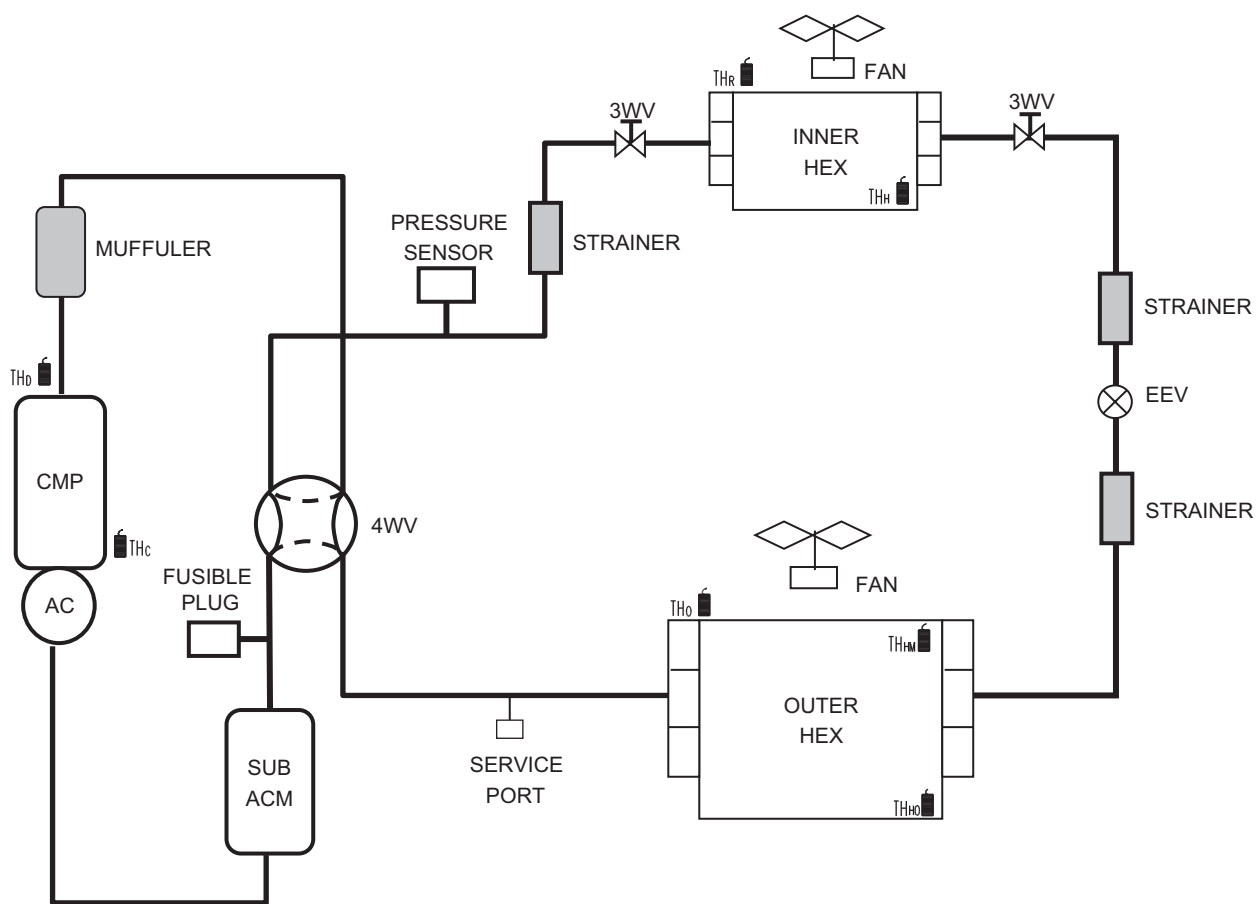 FAN
THR
3WV
3WV
INNER
HEX
THH
PRESSURE
SENSOR
STRAINER
MUFFULER
STRAINER
THD
EEV
CMP
STRAINER
4WV
THC
FUSIBLE
PLUG
FAN
AC
THO
THHM
OUTER
HEX
SERVICE
PORT
SUB
ACM
THHO